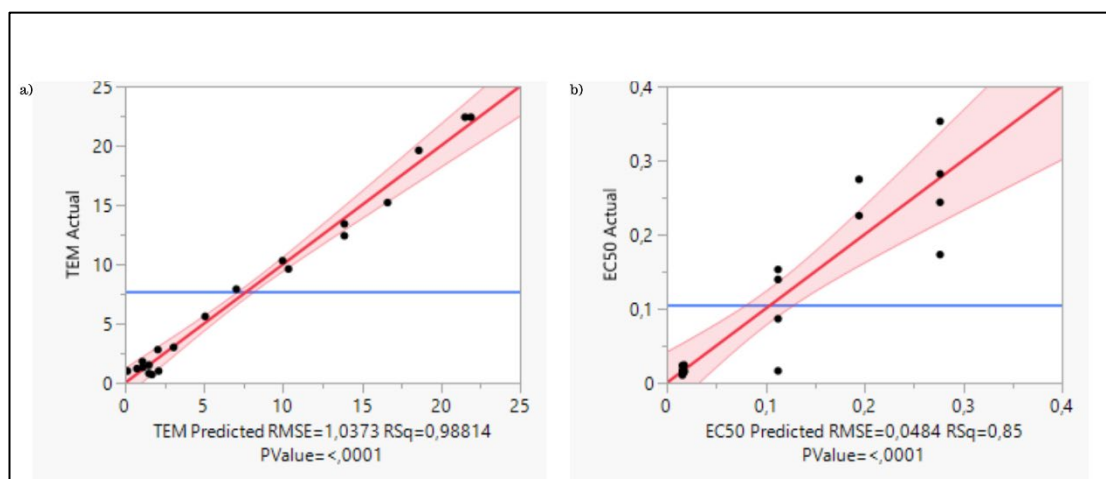 a)
TEM Actual
25
20
15
10
5
0
0 5 10 15 20 25
TEM Predicted RMSE=1,0373 RSq=0,98814
PValue=<,0001
b)
EC50 Actual
0,4
0,3
0,2
0,1
0
0 0,1 0,2 0,3 0,4
EC50 Predicted RMSE=0,0484 RSq=0,85
PValue=<,0001